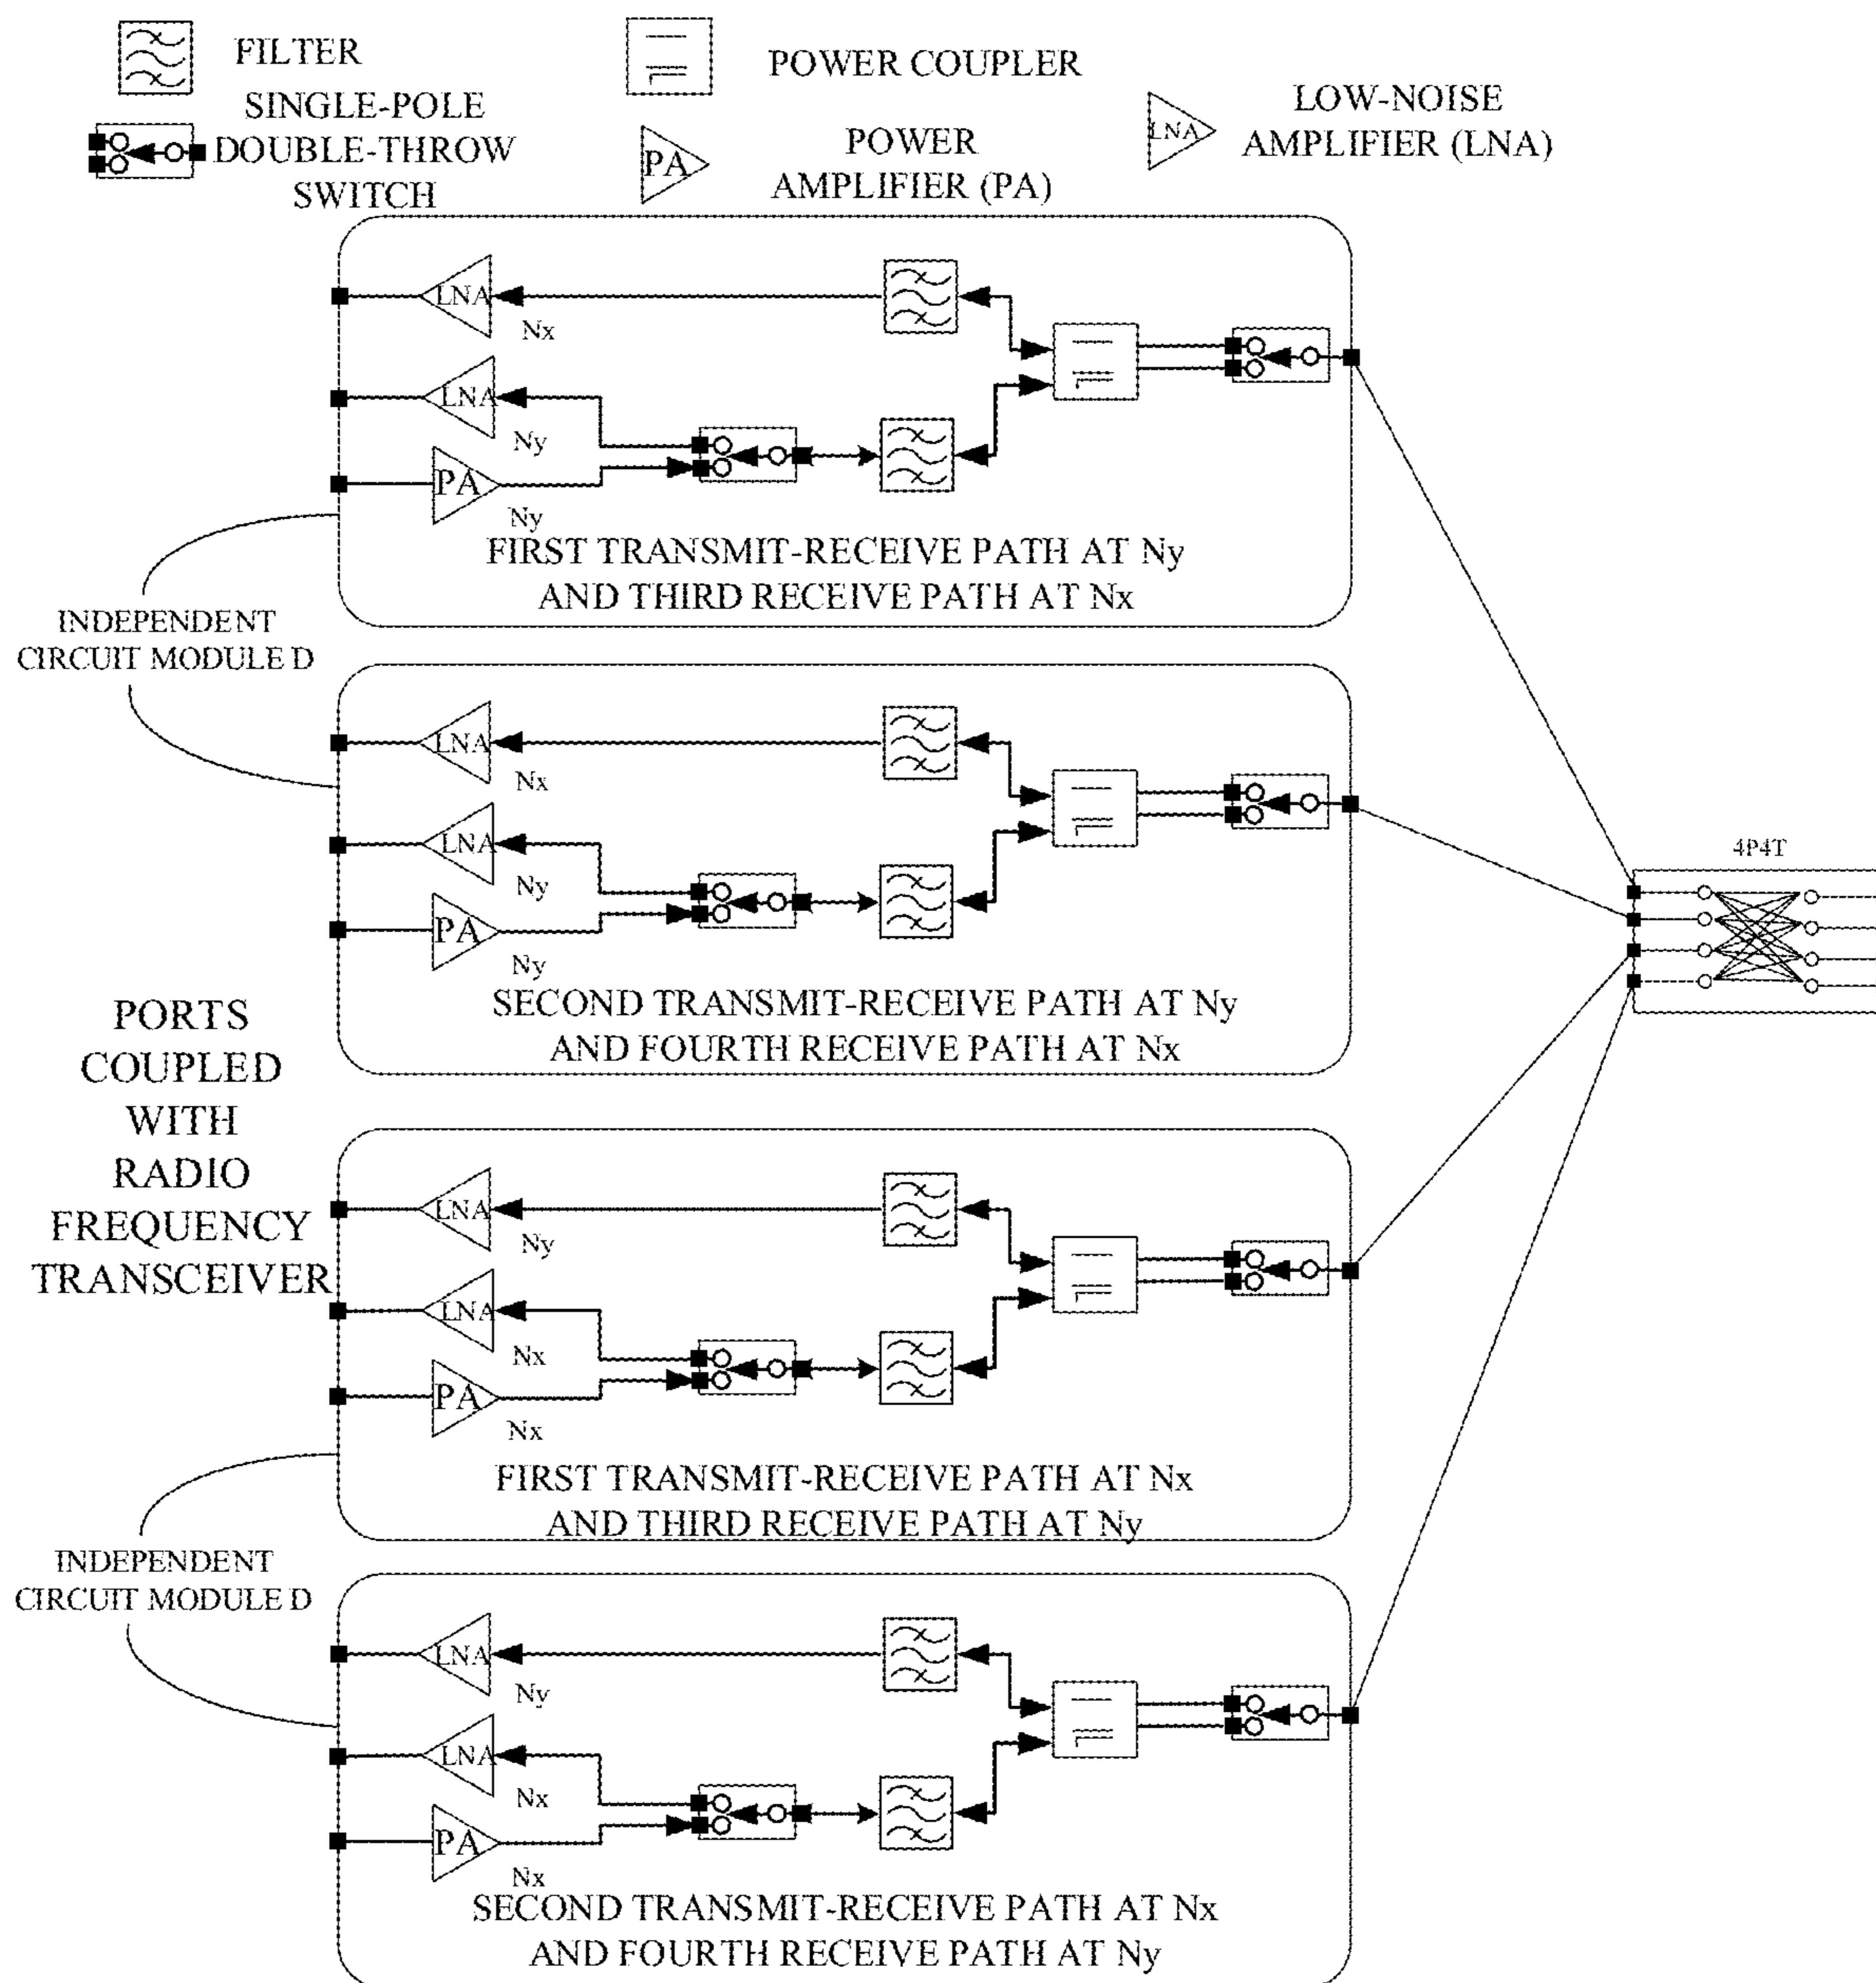 FILTER
SINGLE-POLE
DOUBLE-THROW
SWITCH
POWER COUPLER
PA
POWER
AMPLIFIER (PA)
LNA
LOW-NOISE
AMPLIFIER (LNA)
LNA
Nx
LNA
Ny
PA
Ny
FIRST TRANSMIT-RECEIVE PATH AT Ny
AND THIRD RECEIVE PATH AT Nx
INDEPENDENT
CIRCUIT MODULE D
LNA
Nx
LNA
Ny
PA
Ny
SECOND TRANSMIT-RECEIVE PATH AT Ny
AND FOURTH RECEIVE PATH AT Nx
4P4T
PORTS
COUPLED
WITH
RADIO
FREQUENCY
TRANSCEIVER
LNA
Ny
LNA
Nx
PA
Nx
FIRST TRANSMIT-RECEIVE PATH AT Nx
AND THIRD RECEIVE PATH AT Ny
INDEPENDENT
CIRCUIT MODULE D
LNA
Ny
LNA
Nx
PA
Nx
SECOND TRANSMIT-RECEIVE PATH AT Nx
AND FOURTH RECEIVE PATH AT Ny